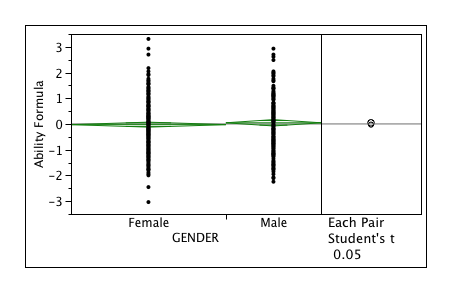 Ability Formula
3
2
1
0
-1
-2
-3
Female
Male
GENDER
Each Pair
Student's t
0.05